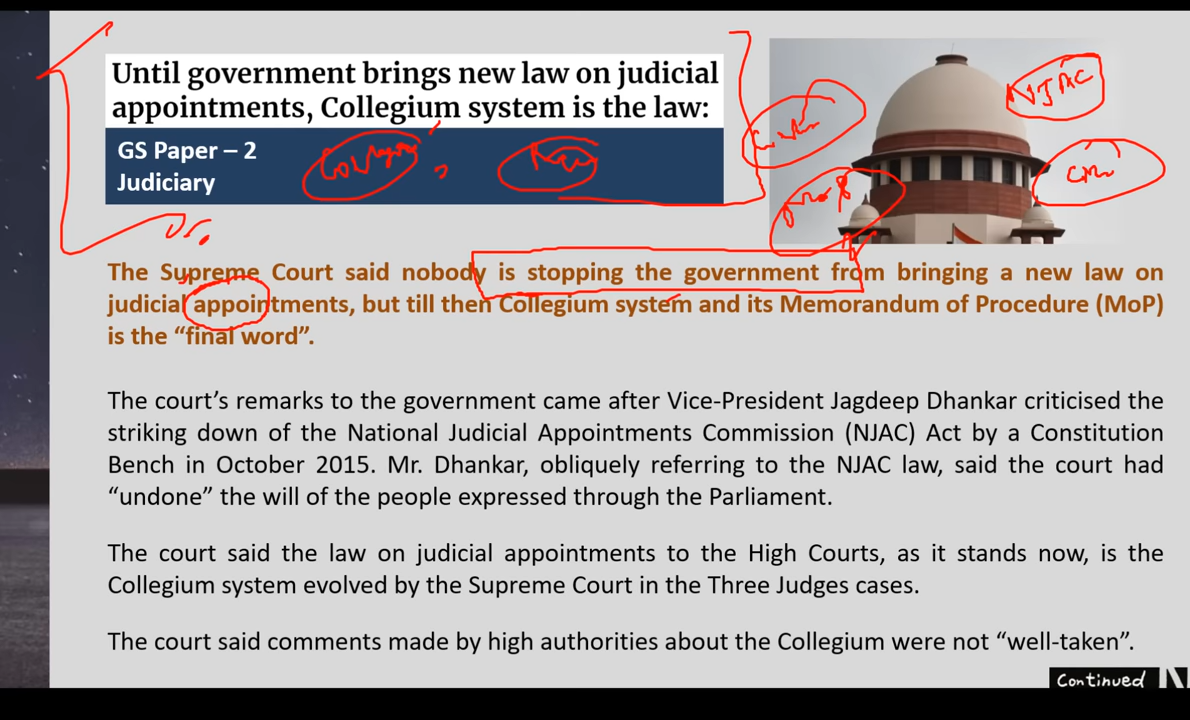 Until government brings new law on judicial
appointments, Collegium system is the law:
GS Paper – 2
Judiciary
NJAC
The Supreme Court said nobody is stopping the government from bringing a new law on
judicial appointments, but till then Collegium system and its Memorandum of Procedure (MoP)
is the “final word”.
The court’s remarks to the government came after Vice-President Jagdeep Dhankar criticised the
striking down of the National Judicial Appointments Commission (NJAC) Act by a Constitution
Bench in October 2015. Mr. Dhankar, obliquely referring to the NJAC law, said the court had
“undone” the will of the people expressed through the Parliament.
The court said the law on judicial appointments to the High Courts, as it stands now, is the
Collegium system evolved by the Supreme Court in the Three Judges cases.
The court said comments made by high authorities about the Collegium were not “well-taken”.
Continued